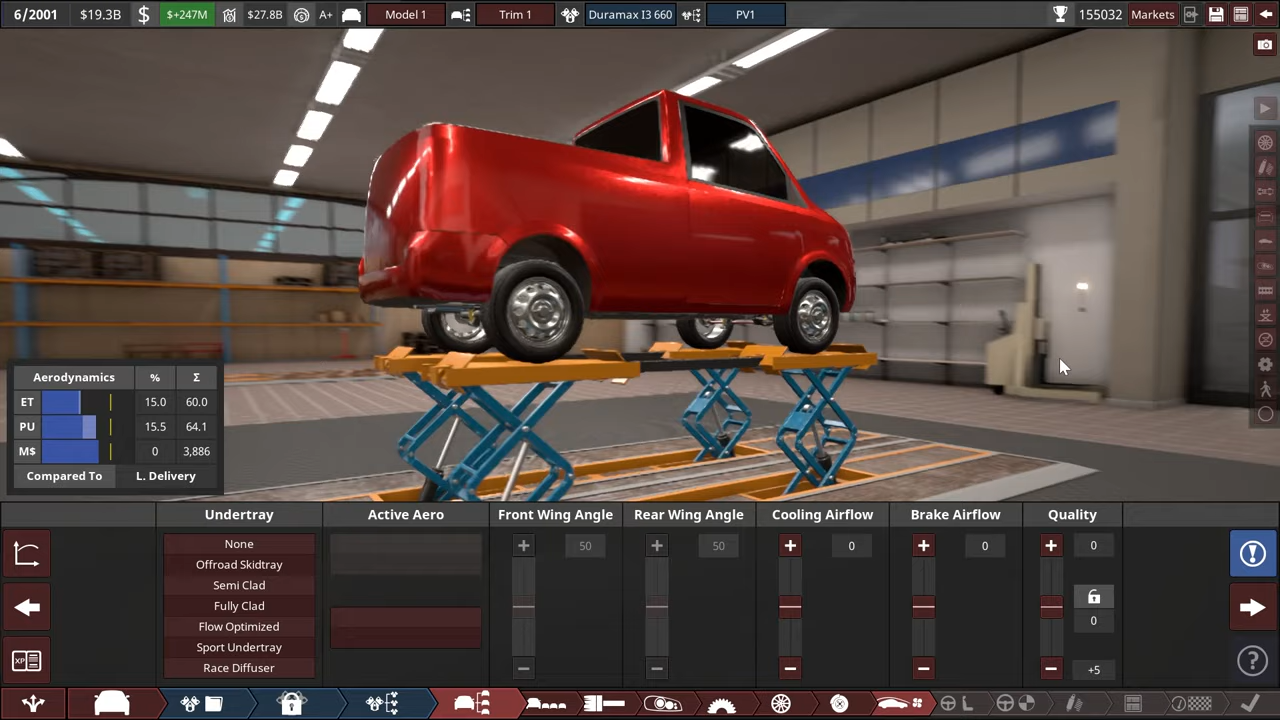 6/2001 $19.3B $ $+247M $27.8B A+ Model 1 Trim 1 Duramax I3 660 PV1 155032 Markets
Aerodynamics % Σ
ET 15.0 60.0
PU 15.5 64.1
M$ 0 3,886
Compared To L. Delivery
Undertray
None
Offroad Skidtray
Semi Clad
Fully Clad
Flow Optimized
Sport Undertray
Race Diffuser
Active Aero
Front Wing Angle
+ 50
−
Rear Wing Angle
+ 50
−
Cooling Airflow
+ 0
−
Brake Airflow
+ 0
−
Quality
+ 0
0
− +5
XP
?